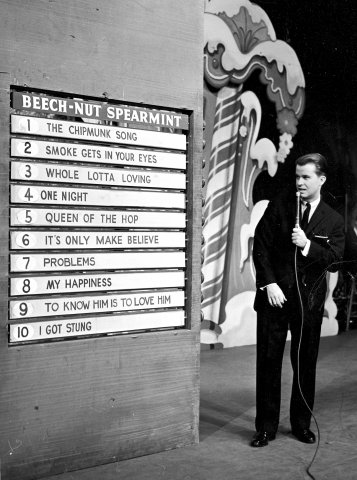 BEECH-NUT SPEARMINT
1 THE CHIPMUNK SONG
2 SMOKE GETS IN YOUR EYES
3 WHOLE LOTTA LOVING
4 ONE NIGHT
5 QUEEN OF THE HOP
6 IT'S ONLY MAKE BELIEVE
7 PROBLEMS
8 MY HAPPINESS
9 TO KNOW HIM IS TO LOVE HIM
10 I GOT STUNG